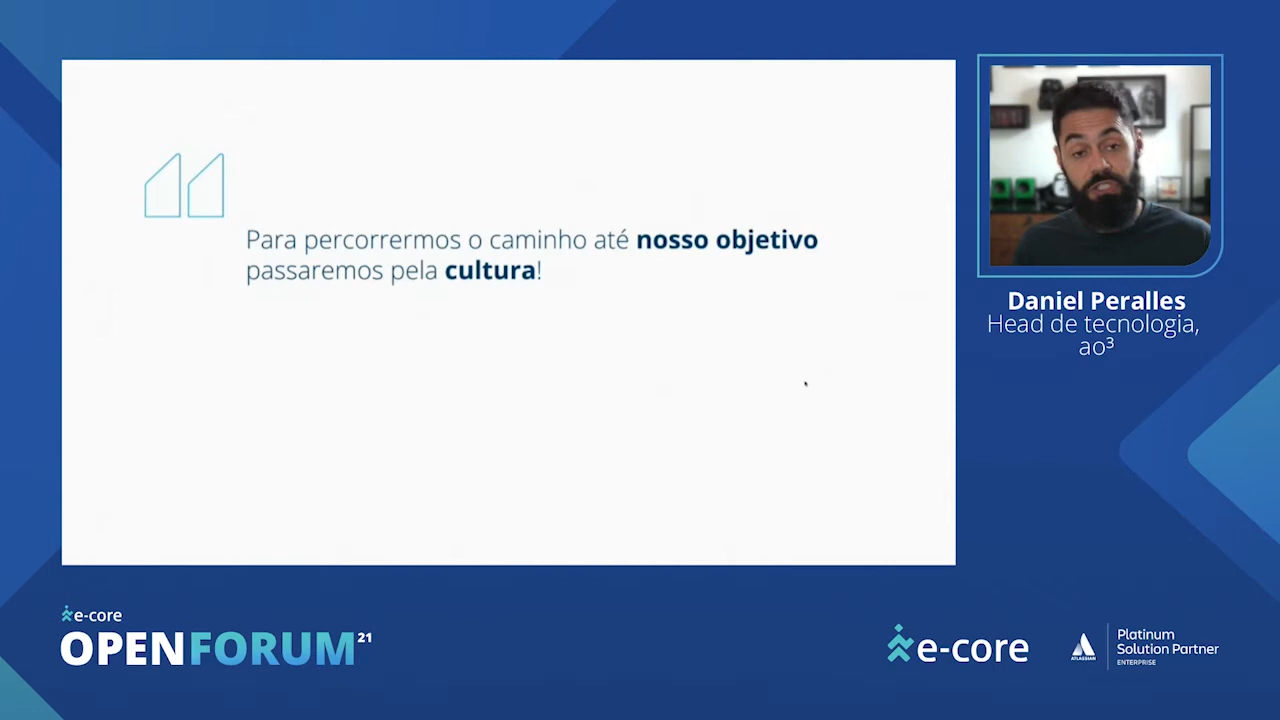 Para percorrermos o caminho até nosso objetivo
passaremos pela cultura!
Daniel Peralles
Head de tecnologia,
ao³
e-core
OPENFORUM²¹
e-core
ATLASSIAN
Platinum
Solution Partner
ENTERPRISE